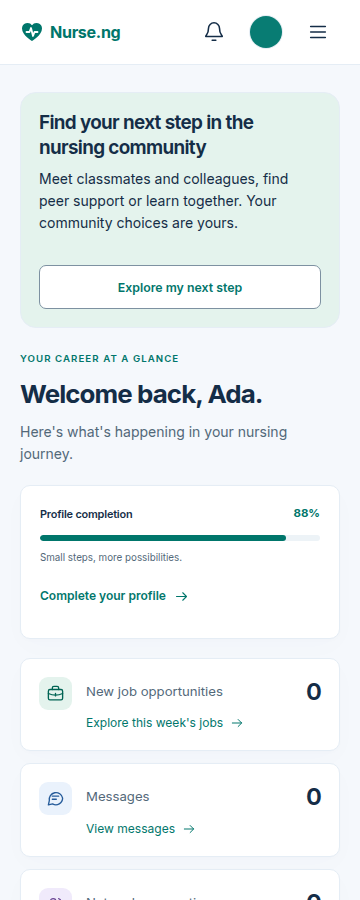 Nurse.ng
Find your next step in the
nursing community
Meet classmates and colleagues, find
peer support or learn together. Your
community choices are yours.
Explore my next step
YOUR CAREER AT A GLANCE
Welcome back, Ada.
Here's what's happening in your nursing
journey.
Profile completion 88%
Small steps, more possibilities.
Complete your profile →
New job opportunities 0
Explore this week's jobs →
Messages 0
View messages →